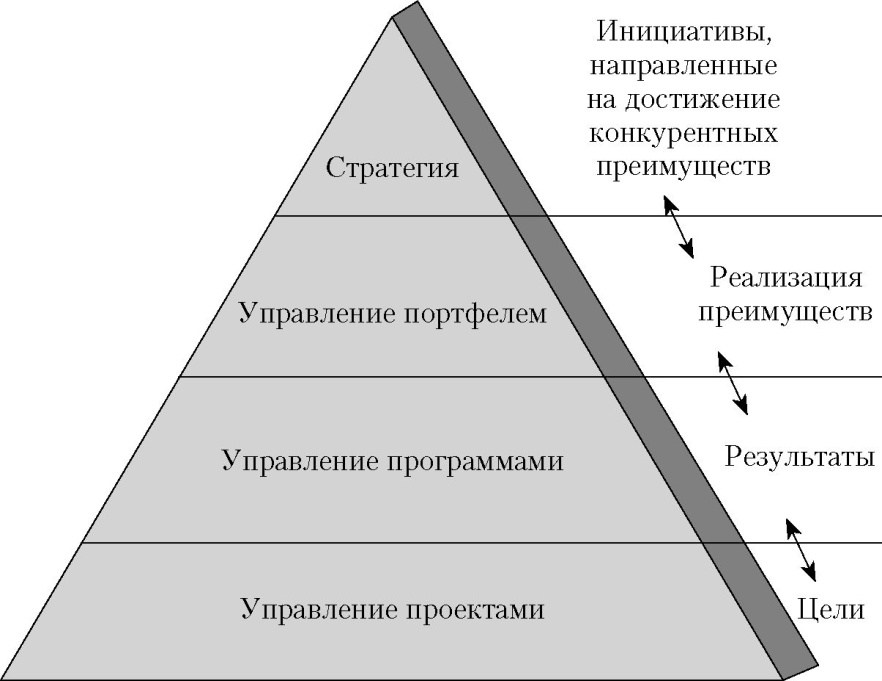 Инициативы,
направленные
на достижение
конкурентных
преимуществ
Стратегия
Реализация
преимуществ
Управление портфелем
Результаты
Управление программами
Цели
Управление проектами